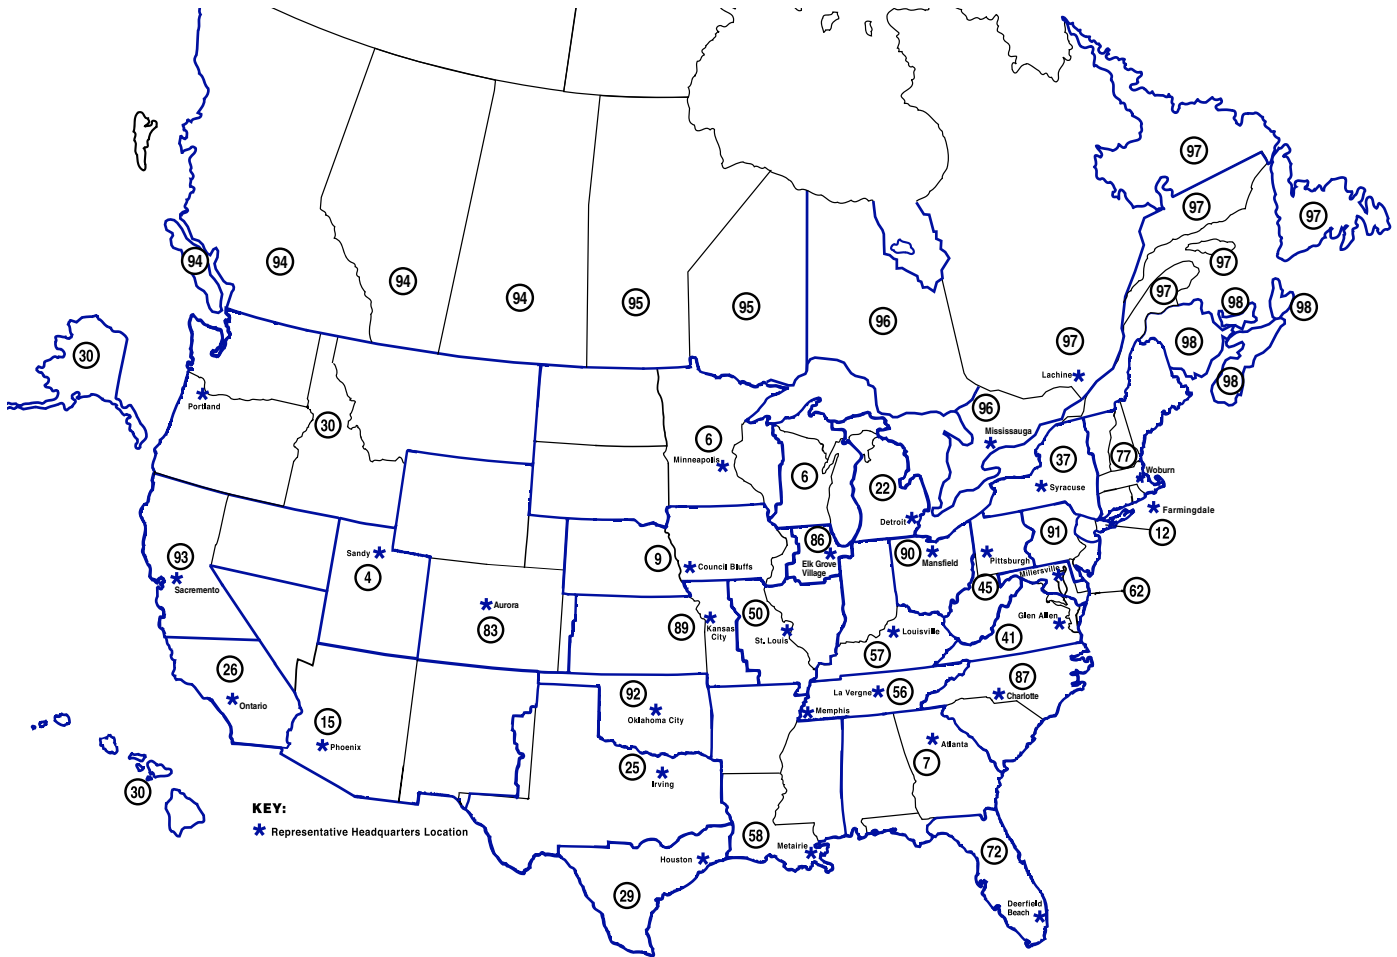 97
97
97
97
97
94
94
94
94
95
95
96
98
98
98
98
97
Lachine
30
Portland
30
6
Minneapolis
6
22
Detroit
96
Mississauga
37
Syracuse
77
Woburn
Farmingdale
12
93
Sacramento
Sandy
4
9
Council Bluffs
86
Elk Grove
Village
90
Mansfield
Pittsburgh
91
Millersville
45
62
Aurora
83
89
Kansas
City
50
St. Louis
Louisville
57
Glen Allen
41
26
Ontario
15
Phoenix
92
Oklahoma City
La Vergne
56
Memphis
87
Charlotte
25
Irving
Atlanta
7
30
KEY:
Representative Headquarters Location
58
Metairie
Houston
29
72
Deerfield
Beach